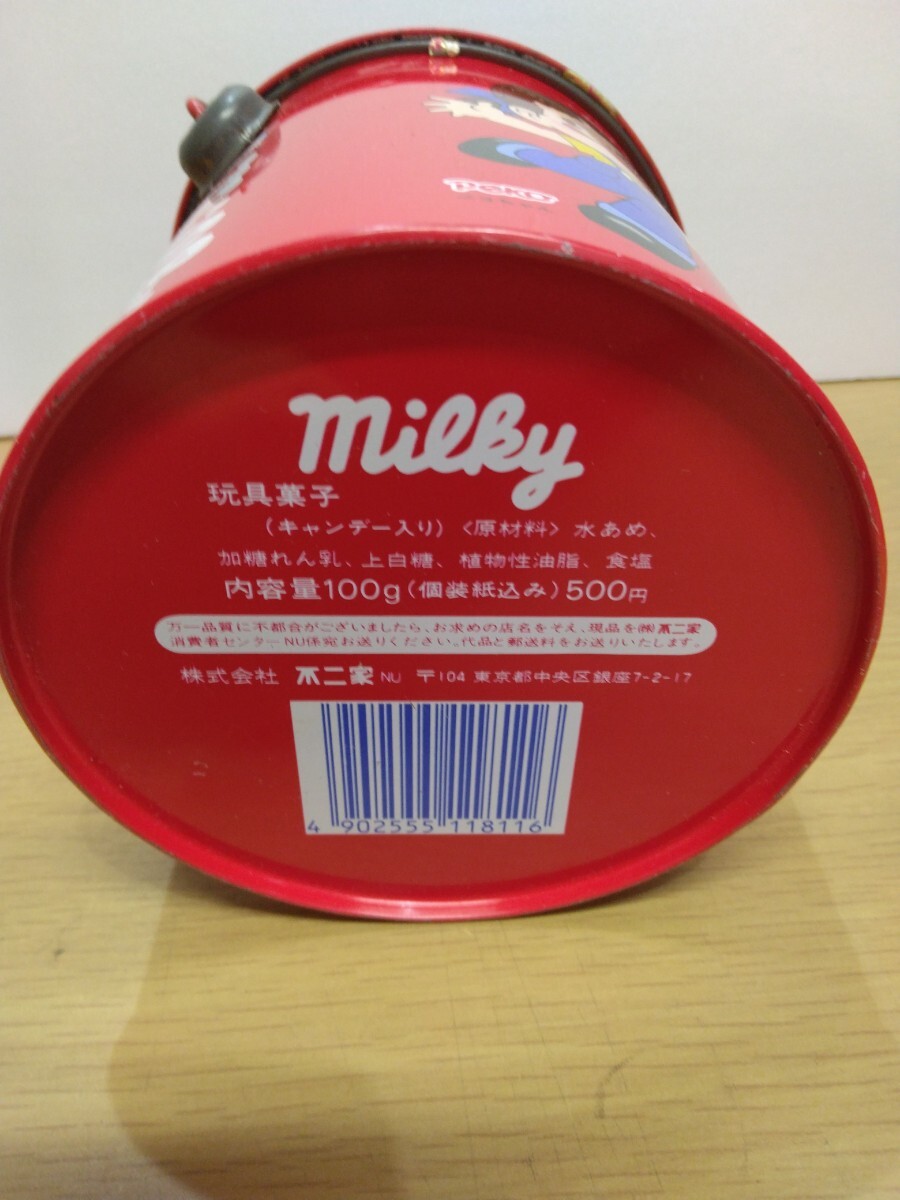 peko
milky
玩具菓子
(キャンデー入り)〈原材料〉水あめ、
加糖れん乳、上白糖、植物性油脂、食塩
内容量100g(個装紙込み)500円
万一品質に不都合がございましたら、お求めの店名をそえ、現品を㈱不二家
消費者センターNU係宛お送りください。代品と郵送料をお送りいたします。
株式会社 不二家 NU 〒104 東京都中央区銀座7-2-17
4 902555 118116